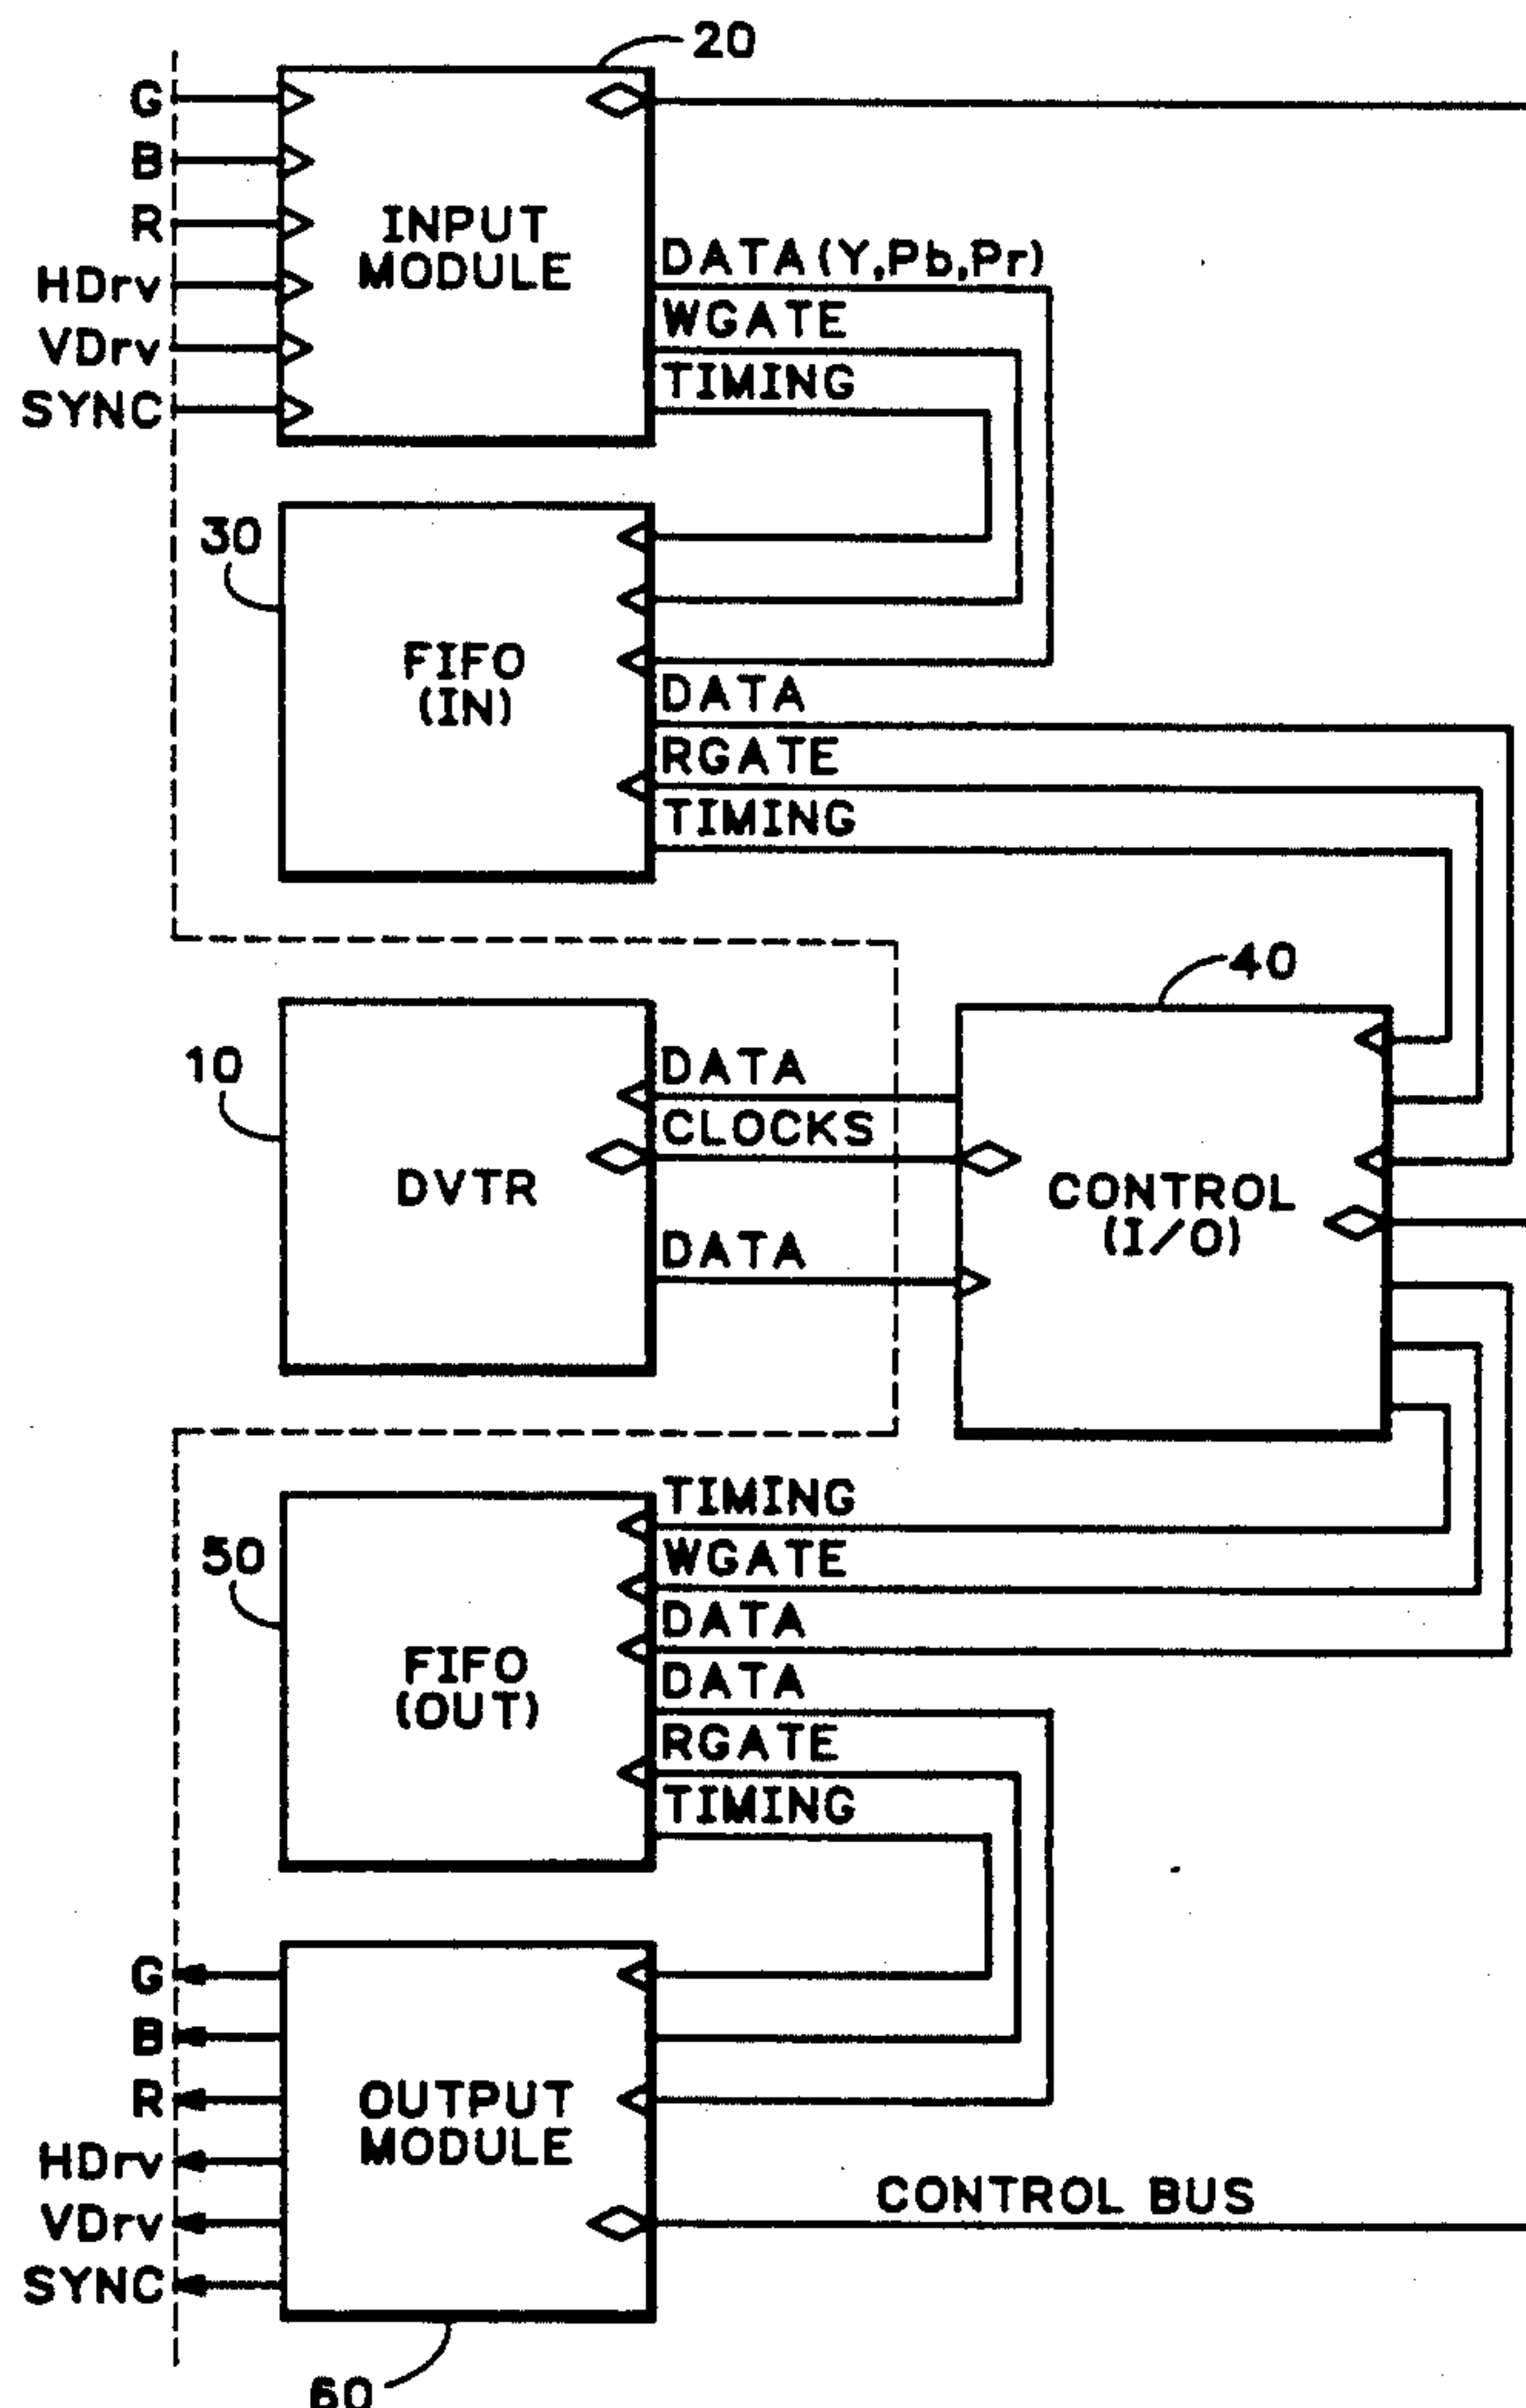 20
G
B
R
HDrv
VDrv
SYNC
INPUT
MODULE
DATA(Y,Pb,Pr)
WGATE
TIMING
30
FIFO
(IN)
DATA
RGATE
TIMING
40
10
DVTR
DATA
CLOCKS
DATA
CONTROL
(I/O)
50
FIFO
(OUT)
TIMING
WGATE
DATA
DATA
RGATE
TIMING
G
B
R
HDrv
VDrv
SYNC
OUTPUT
MODULE
CONTROL BUS
60